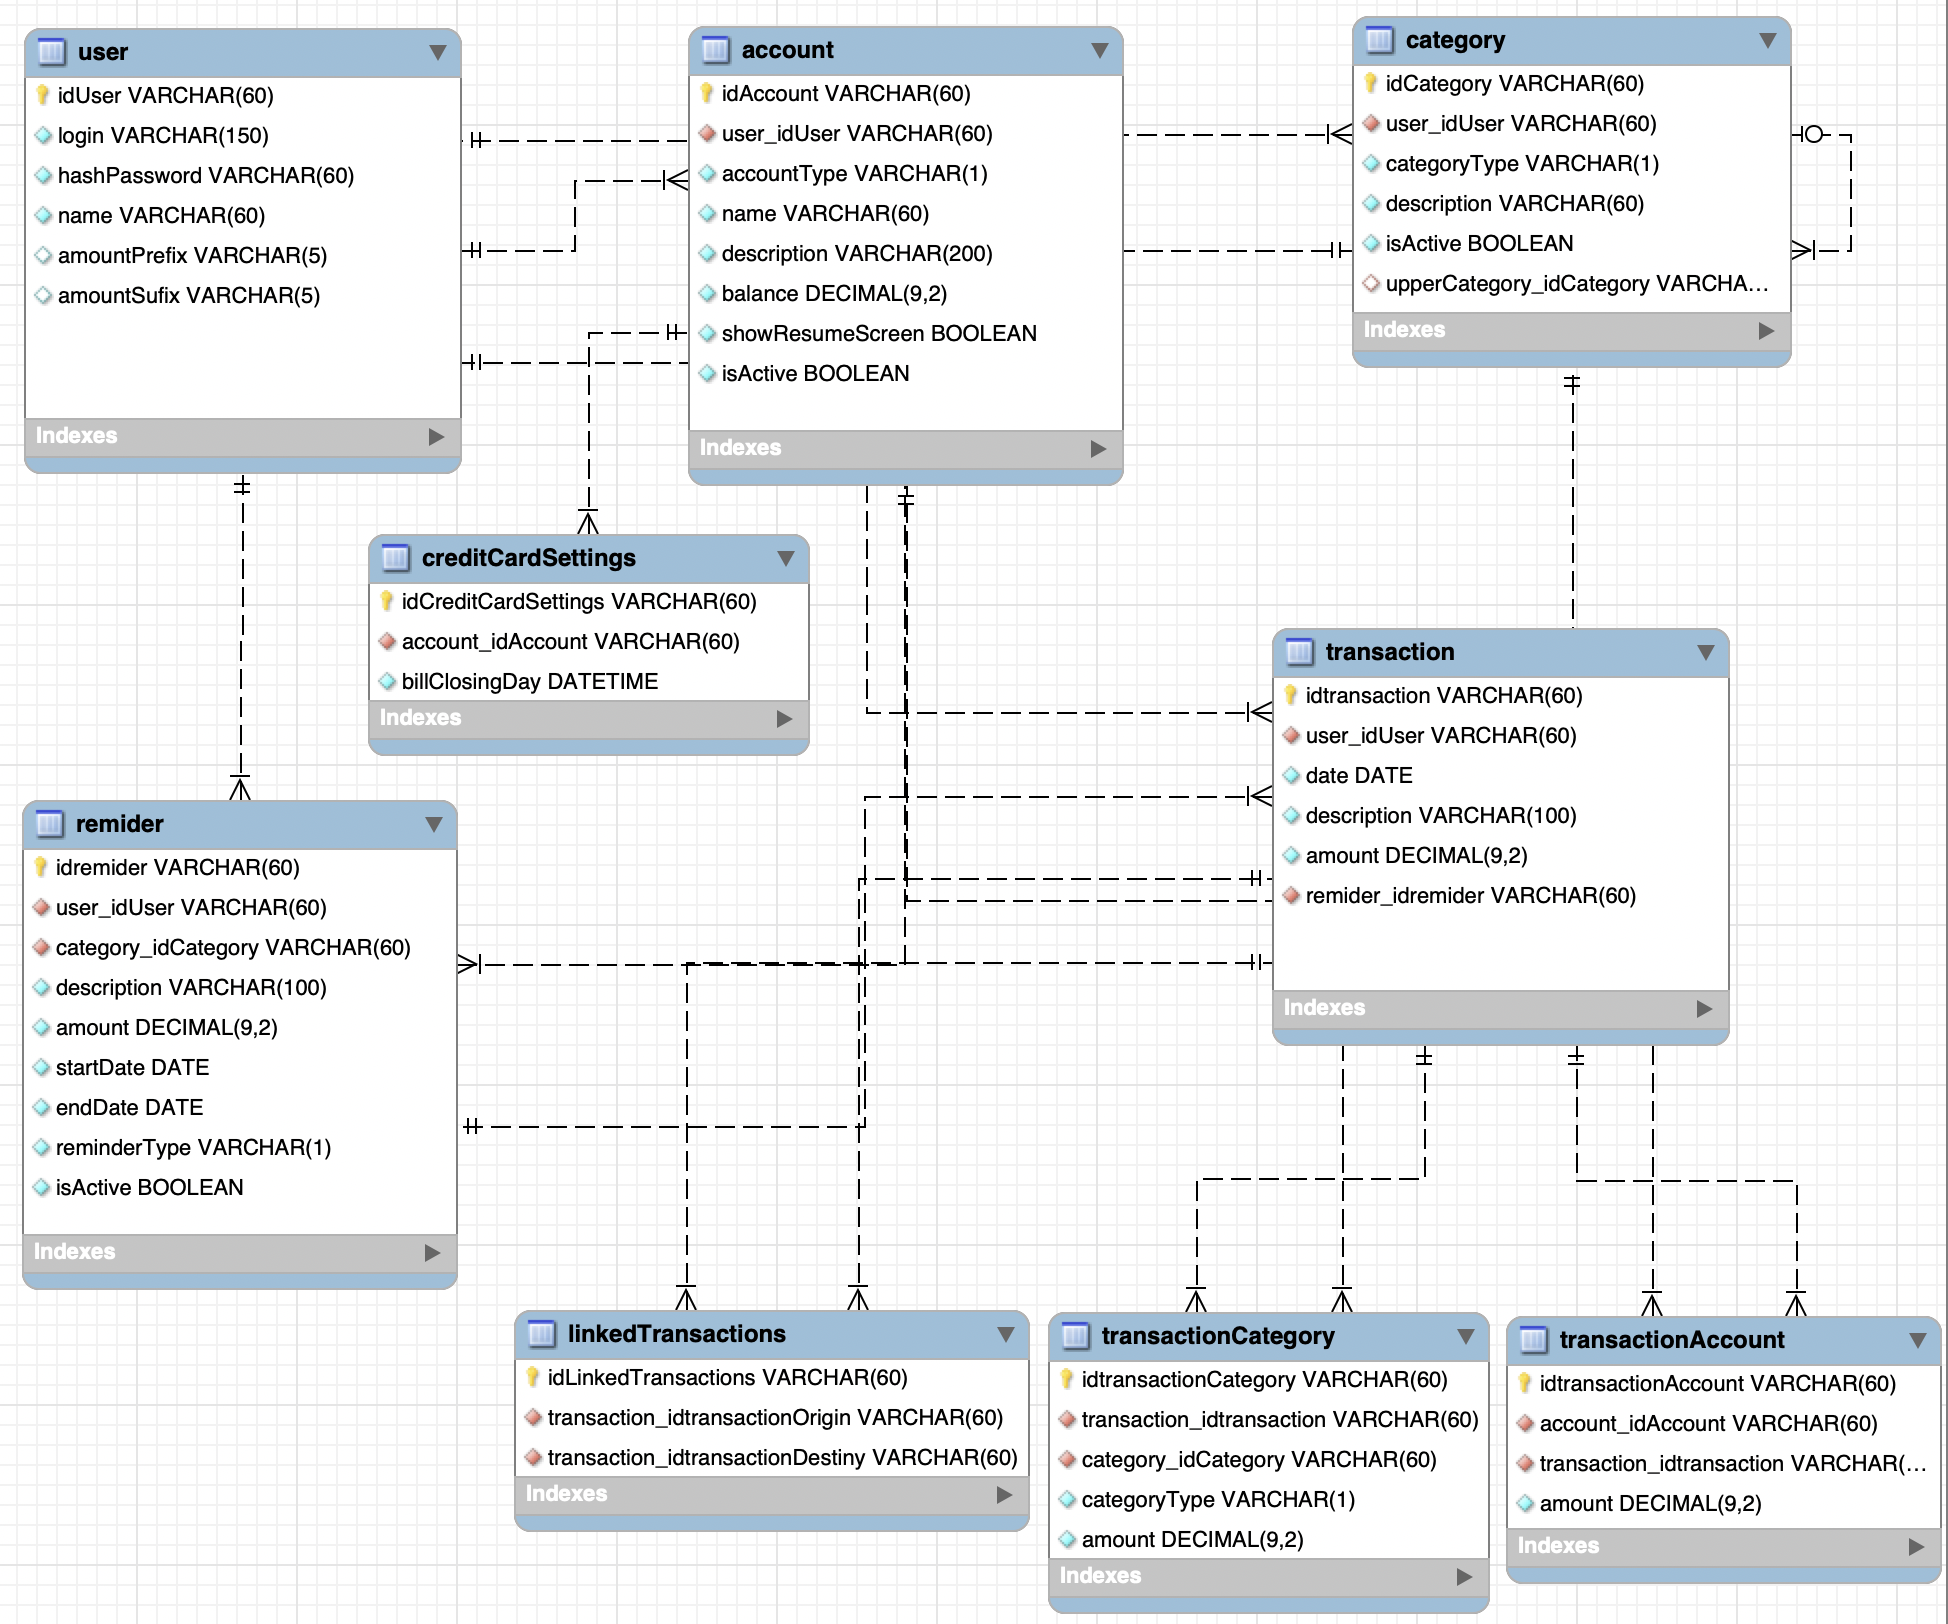 user
idUser VARCHAR(60)
login VARCHAR(150)
hashPassword VARCHAR(60)
name VARCHAR(60)
amountPrefix VARCHAR(5)
amountSufix VARCHAR(5)
Indexes
account
idAccount VARCHAR(60)
user_idUser VARCHAR(60)
accountType VARCHAR(1)
name VARCHAR(60)
description VARCHAR(200)
balance DECIMAL(9,2)
showResumeScreen BOOLEAN
isActive BOOLEAN
Indexes
category
idCategory VARCHAR(60)
user_idUser VARCHAR(60)
categoryType VARCHAR(1)
description VARCHAR(60)
isActive BOOLEAN
upperCategory_idCategory VARCHA...
Indexes
creditCardSettings
idCreditCardSettings VARCHAR(60)
account_idAccount VARCHAR(60)
billClosingDay DATETIME
Indexes
transaction
idtransaction VARCHAR(60)
user_idUser VARCHAR(60)
date DATE
description VARCHAR(100)
amount DECIMAL(9,2)
remider_idremider VARCHAR(60)
Indexes
remider
idremider VARCHAR(60)
user_idUser VARCHAR(60)
category_idCategory VARCHAR(60)
description VARCHAR(100)
amount DECIMAL(9,2)
startDate DATE
endDate DATE
reminderType VARCHAR(1)
isActive BOOLEAN
Indexes
linkedTransactions
idLinkedTransactions VARCHAR(60)
transaction_idtransactionOrigin VARCHAR(60)
transaction_idtransactionDestiny VARCHAR(60)
Indexes
transactionCategory
idtransactionCategory VARCHAR(60)
transaction_idtransaction VARCHAR(60)
category_idCategory VARCHAR(60)
categoryType VARCHAR(1)
amount DECIMAL(9,2)
Indexes
transactionAccount
idtransactionAccount VARCHAR(60)
account_idAccount VARCHAR(60)
transaction_idtransaction VARCHAR(...
amount DECIMAL(9,2)
Indexes